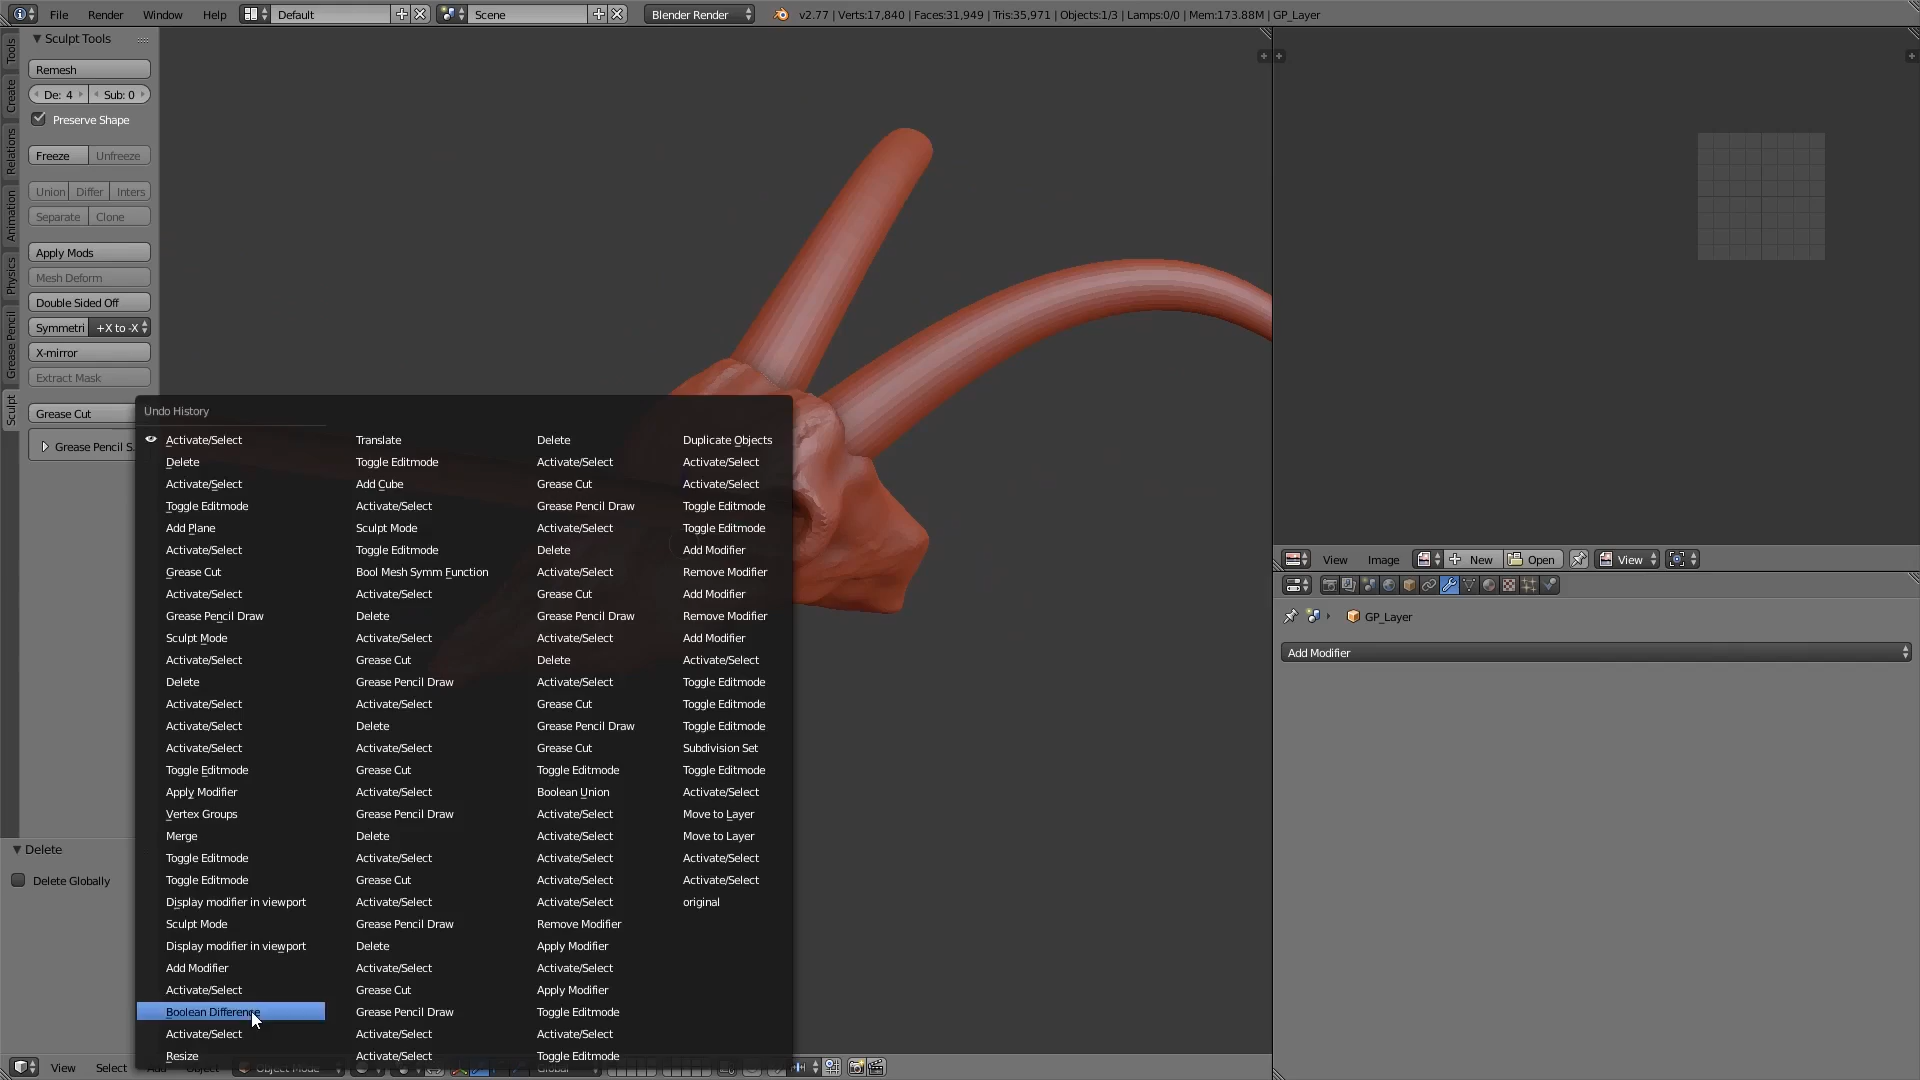 File Render Window Help Default Scene Blender Render v2.77 | Verts:17,840 | Faces:31,949 | Tris:35,971 | Objects:1/3 | Lamps:0/0 | Mem:173.88M | GP_Layer
Tools
Create
Relations
Animation
Physics
Grease Pencil
Sculpt
Sculpt Tools
Remesh
De: 4 Sub: 0
Preserve Shape
Freeze Unfreeze
Union Differ Inters
Separate Clone
Apply Mods
Mesh Deform
Double Sided Off
Symmetri +X to -X
X-mirror
Extract Mask
Grease Cut
Grease Pencil S
Delete
Delete Globally
Undo History
Activate/Select
Delete
Activate/Select
Toggle Editmode
Add Plane
Activate/Select
Grease Cut
Activate/Select
Grease Pencil Draw
Sculpt Mode
Activate/Select
Delete
Activate/Select
Activate/Select
Activate/Select
Toggle Editmode
Apply Modifier
Vertex Groups
Merge
Toggle Editmode
Toggle Editmode
Display modifier in viewport
Sculpt Mode
Display modifier in viewport
Add Modifier
Activate/Select
Boolean Difference
Activate/Select
Resize
Translate
Toggle Editmode
Add Cube
Activate/Select
Sculpt Mode
Toggle Editmode
Bool Mesh Symm Function
Activate/Select
Delete
Activate/Select
Grease Cut
Grease Pencil Draw
Activate/Select
Delete
Activate/Select
Grease Cut
Activate/Select
Grease Pencil Draw
Delete
Activate/Select
Grease Cut
Activate/Select
Grease Pencil Draw
Delete
Activate/Select
Grease Cut
Grease Pencil Draw
Activate/Select
Activate/Select
Delete
Activate/Select
Grease Cut
Grease Pencil Draw
Activate/Select
Delete
Activate/Select
Grease Cut
Grease Pencil Draw
Activate/Select
Delete
Activate/Select
Grease Cut
Grease Pencil Draw
Grease Cut
Toggle Editmode
Boolean Union
Activate/Select
Activate/Select
Activate/Select
Activate/Select
Activate/Select
Remove Modifier
Apply Modifier
Activate/Select
Apply Modifier
Toggle Editmode
Activate/Select
Toggle Editmode
Duplicate Objects
Activate/Select
Activate/Select
Toggle Editmode
Toggle Editmode
Add Modifier
Remove Modifier
Add Modifier
Remove Modifier
Add Modifier
Activate/Select
Toggle Editmode
Toggle Editmode
Toggle Editmode
Subdivision Set
Toggle Editmode
Activate/Select
Move to Layer
Move to Layer
Activate/Select
Activate/Select
original
View Select Add Object Object Mode Global
View Image New Open View
GP_Layer
Add Modifier